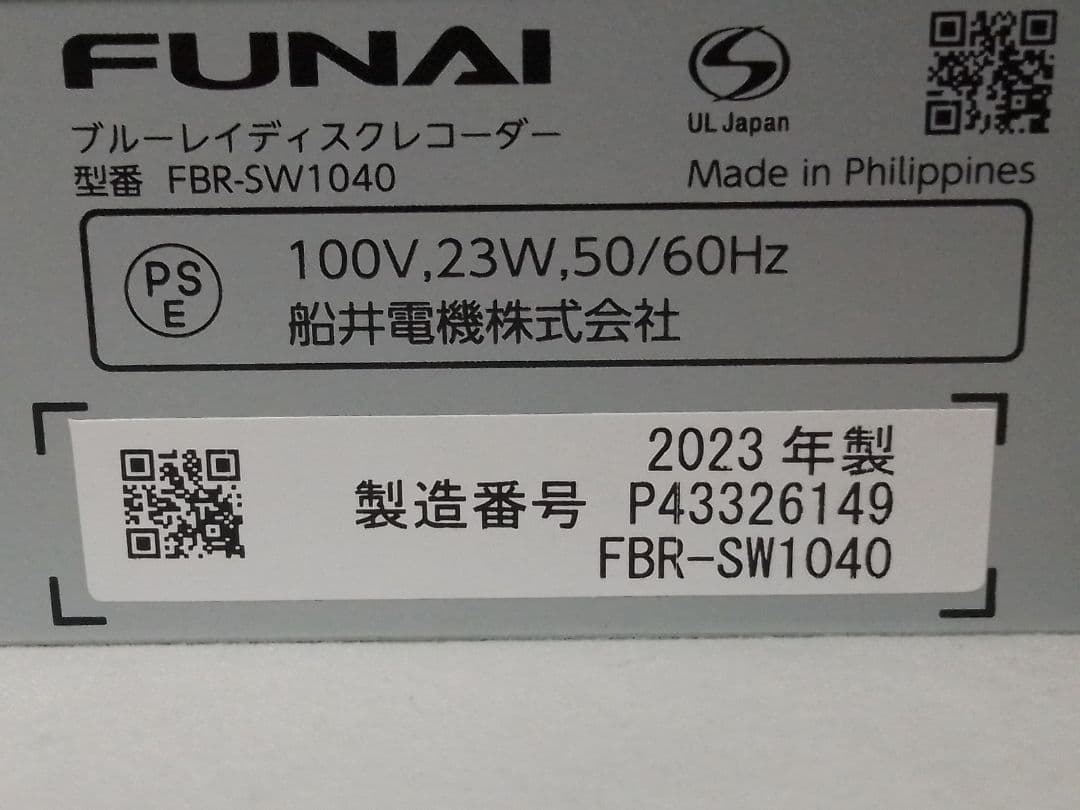 FUNAI
ブルーレイディスクレコーダー
型番 FBR-SW1040
S
UL Japan
Made in Philippines
PS
E
100V,23W,50/60Hz
船井電機株式会社
2023 年製
製造番号 P43326149
FBR-SW1040